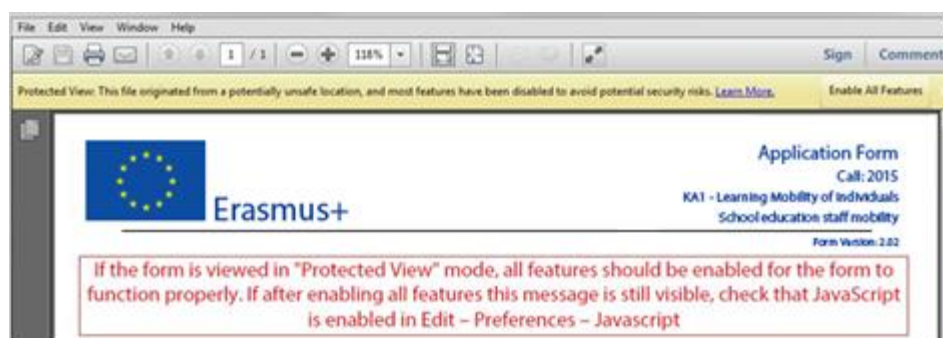 File Edit View Window Help
1 / 1 118% Sign Comment
Protected View: This file originated from a potentially unsafe location, and most features have been disabled to avoid potential security risks. Learn More. Enable All Features
Application Form
Call: 2015
Erasmus+
KA1 - Learning Mobility of Individuals
School education staff mobility
Form Version: 2.02
If the form is viewed in "Protected View" mode, all features should be enabled for the form to
function properly. If after enabling all features this message is still visible, check that JavaScript
is enabled in Edit – Preferences – Javascript